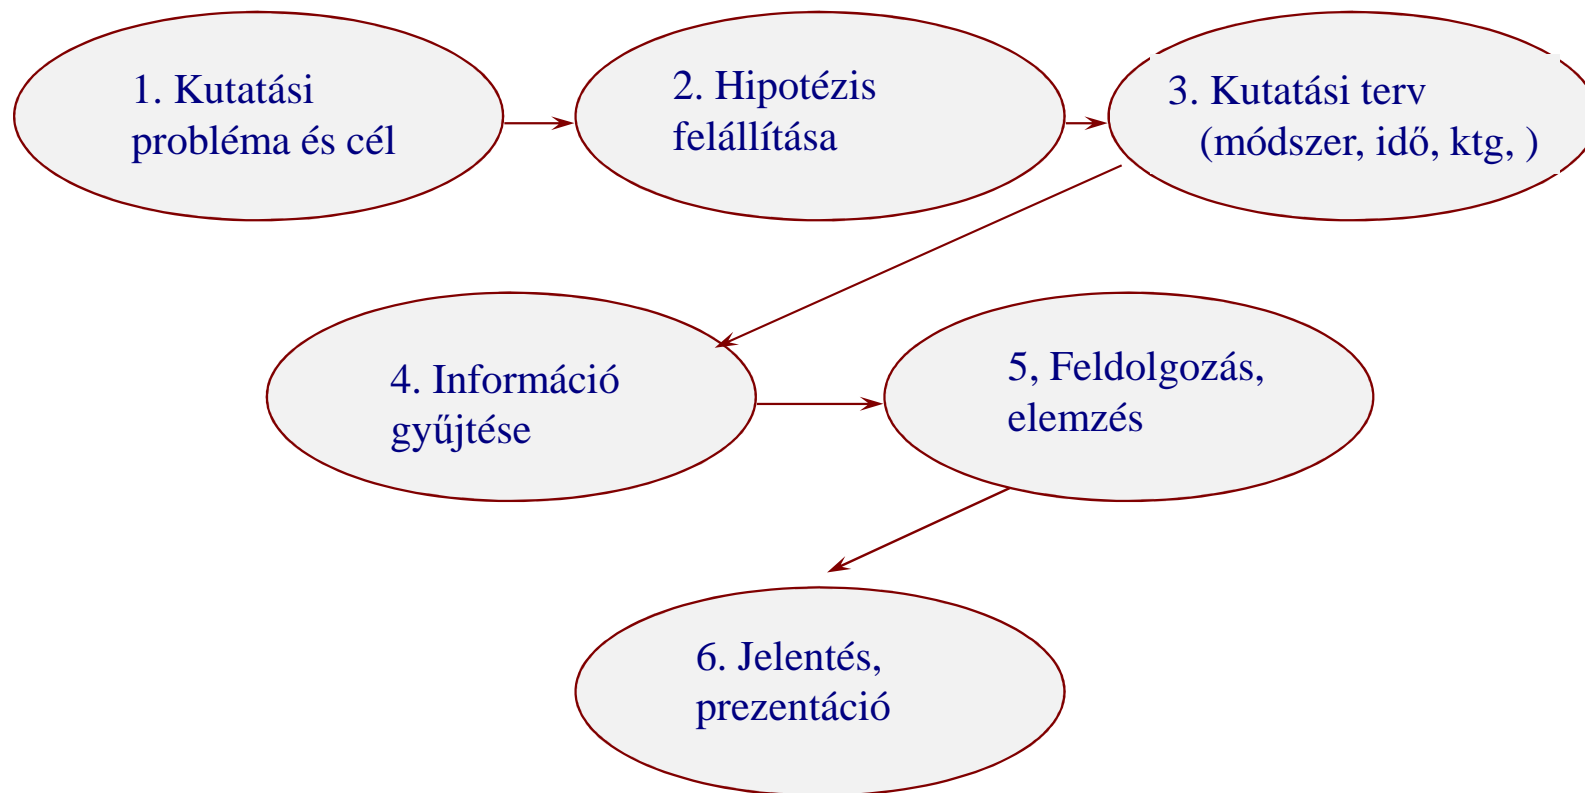 1. Kutatási
probléma és cél
2. Hipotézis
felállítása
3. Kutatási terv
(módszer, idő, ktg, )
4. Információ
gyűjtése
5, Feldolgozás,
elemzés
6. Jelentés,
prezentáció